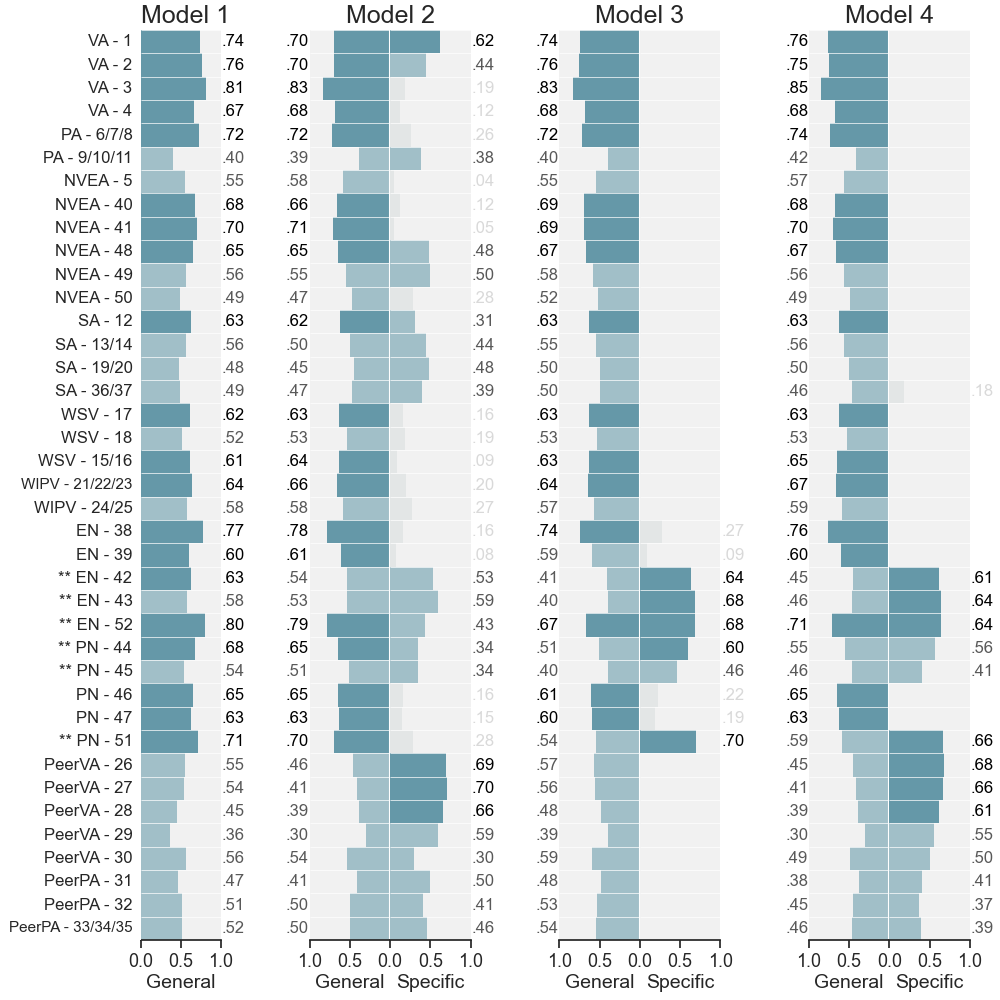 Model 1 Model 2 Model 3 Model 4
VA - 1 .74 .70 .62 .74 .76
VA - 2 .76 .70 .44 .76 .75
VA - 3 .81 .83 .19 .83 .85
VA - 4 .67 .68 .12 .68 .68
PA - 6/7/8 .72 .72 .26 .72 .74
PA - 9/10/11 .40 .39 .38 .40 .42
NVEA - 5 .55 .58 .04 .55 .57
NVEA - 40 .68 .66 .12 .69 .68
NVEA - 41 .70 .71 .05 .69 .70
NVEA - 48 .65 .65 .48 .67 .67
NVEA - 49 .56 .55 .50 .58 .56
NVEA - 50 .49 .47 .28 .52 .49
SA - 12 .63 .62 .31 .63 .63
SA - 13/14 .56 .50 .44 .55 .56
SA - 19/20 .48 .45 .48 .50 .50
SA - 36/37 .49 .47 .39 .50 .46 .18
WSV - 17 .62 .63 .16 .63 .63
WSV - 18 .52 .53 .19 .53 .53
WSV - 15/16 .61 .64 .09 .63 .65
WIPV - 21/22/23 .64 .66 .20 .64 .67
WIPV - 24/25 .58 .58 .27 .57 .59
EN - 38 .77 .78 .16 .74 .27 .76
EN - 39 .60 .61 .08 .59 .09 .60
** EN - 42 .63 .54 .53 .41 .64 .45 .61
** EN - 43 .58 .53 .59 .40 .68 .46 .64
** EN - 52 .80 .79 .43 .67 .68 .71 .64
** PN - 44 .68 .65 .34 .51 .60 .55 .56
** PN - 45 .54 .51 .34 .40 .46 .46 .41
PN - 46 .65 .65 .16 .61 .22 .65
PN - 47 .63 .63 .15 .60 .19 .63
** PN - 51 .71 .70 .28 .54 .70 .59 .66
PeerVA - 26 .55 .46 .69 .57 .45 .68
PeerVA - 27 .54 .41 .70 .56 .41 .66
PeerVA - 28 .45 .39 .66 .48 .39 .61
PeerVA - 29 .36 .30 .59 .39 .30 .55
PeerVA - 30 .56 .54 .30 .59 .49 .50
PeerPA - 31 .47 .41 .50 .48 .38 .41
PeerPA - 32 .51 .50 .41 .53 .45 .37
PeerPA - 33/34/35 .52 .50 .46 .54 .46 .39
0.0 0.5 1.0 1.0 0.5 0.0 0.5 1.0 1.0 0.5 0.0 0.5 1.0 1.0 0.5 0.0 0.5 1.0
General General Specific General Specific General Specific